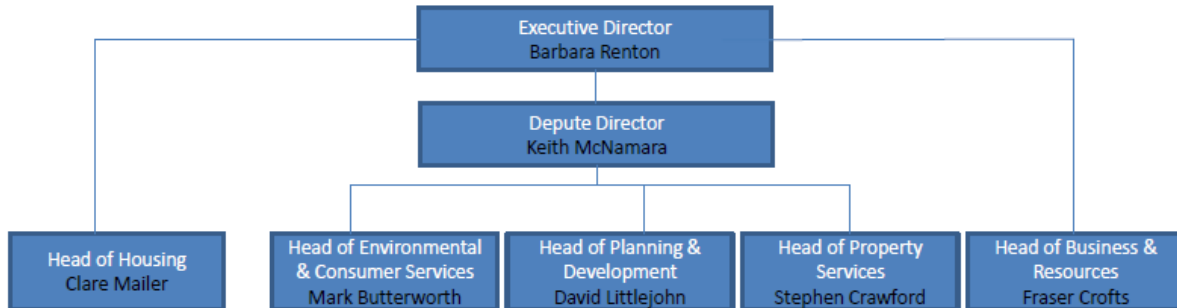 Executive Director
Barbara Renton
Depute Director
Keith McNamara
Head of Housing
Clare Mailer
Head of Environmental
& Consumer Services
Mark Butterworth
Head of Planning &
Development
David Littlejohn
Head of Property
Services
Stephen Crawford
Head of Business &
Resources
Fraser Crofts